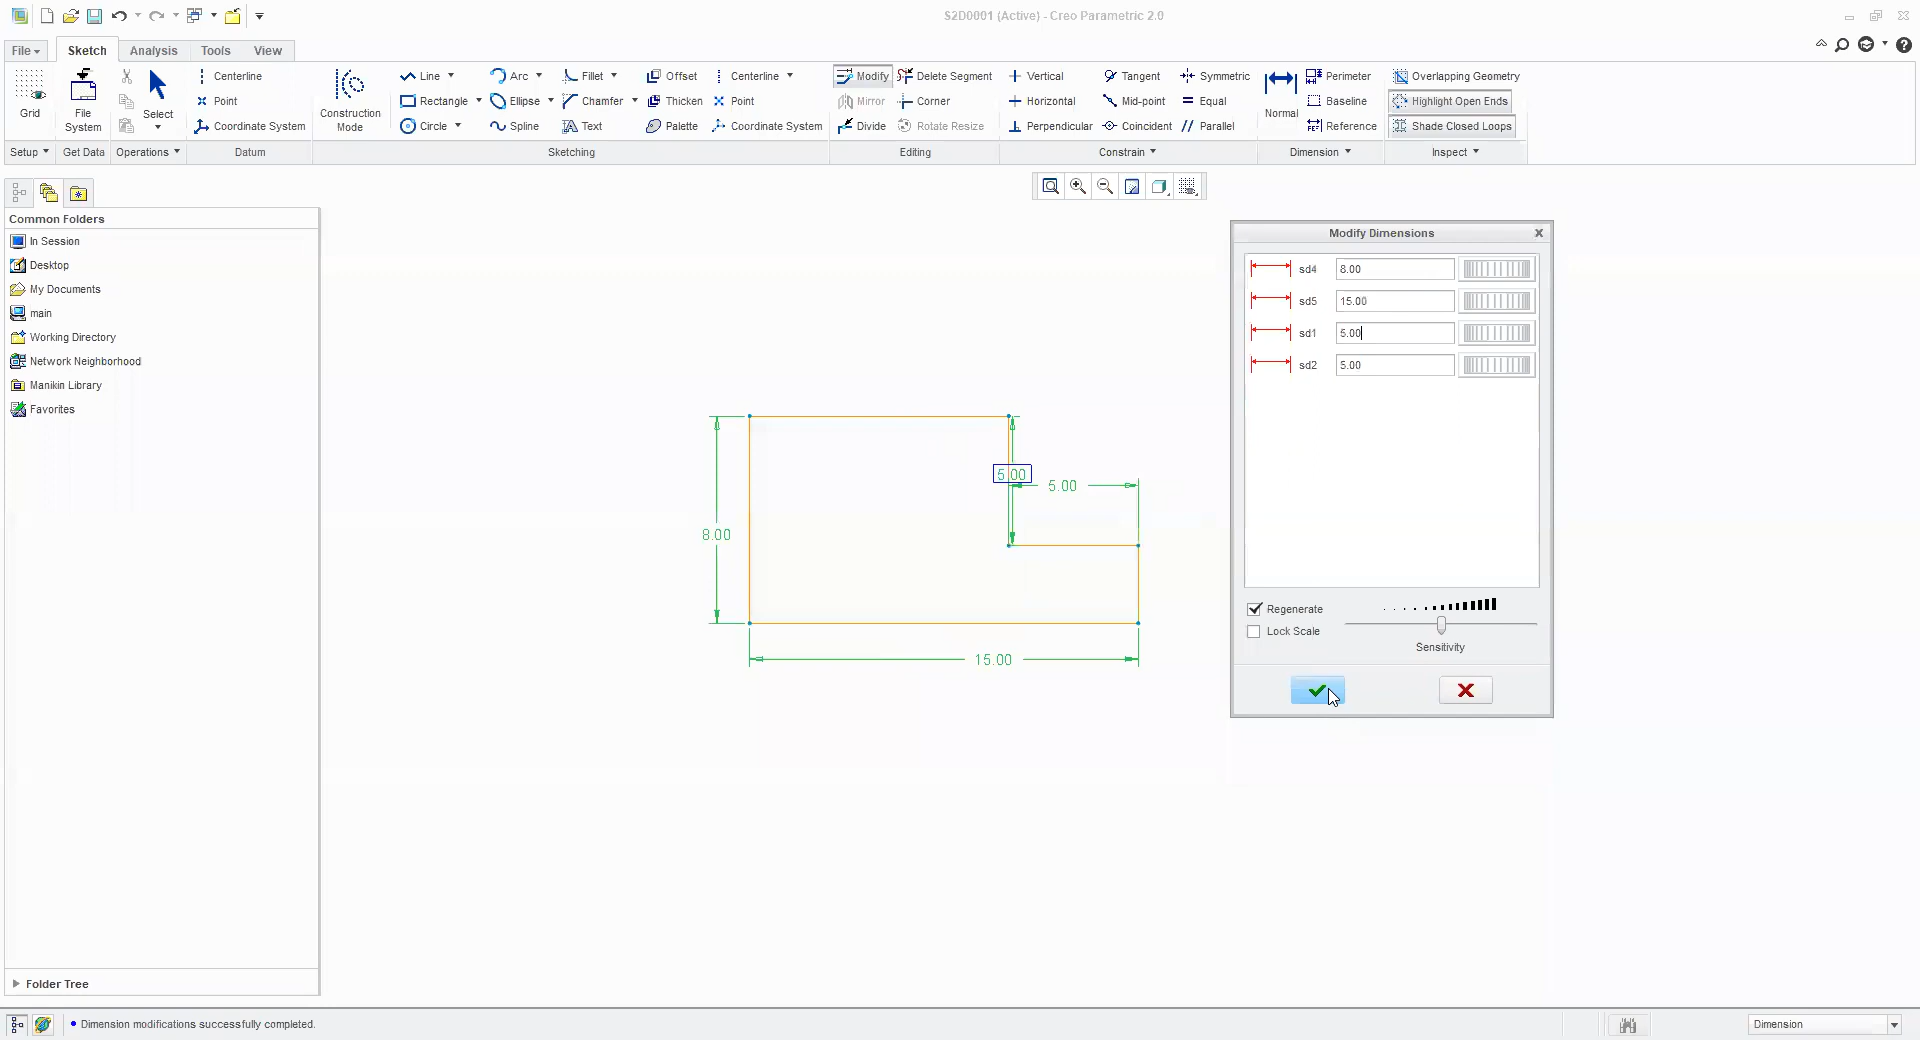 S2D0001 (Active) - Creo Parametric 2.0
File Sketch Analysis Tools View
Grid
File System
Select
Centerline
Point
Coordinate System
Construction Mode
Line
Rectangle
Circle
Arc
Ellipse
Spline
Fillet
Chamfer
Text
Offset
Thicken
Palette
Centerline
Point
Coordinate System
Modify
Mirror
Divide
Delete Segment
Corner
Rotate Resize
Vertical
Horizontal
Perpendicular
Tangent
Mid-point
Coincident
Symmetric
Equal
Parallel
Normal
Perimeter
Baseline
Reference
Overlapping Geometry
Highlight Open Ends
Shade Closed Loops
Setup Get Data Operations Datum Sketching Editing Constrain Dimension Inspect
Common Folders
In Session
Desktop
My Documents
main
Working Directory
Network Neighborhood
Manikin Library
Favorites
Folder Tree
5.00
5.00
8.00
15.00
Modify Dimensions
sd4 8.00
sd5 15.00
sd1 5.00
sd2 5.00
Regenerate
Lock Scale
Sensitivity
Dimension modifications successfully completed.
Dimension